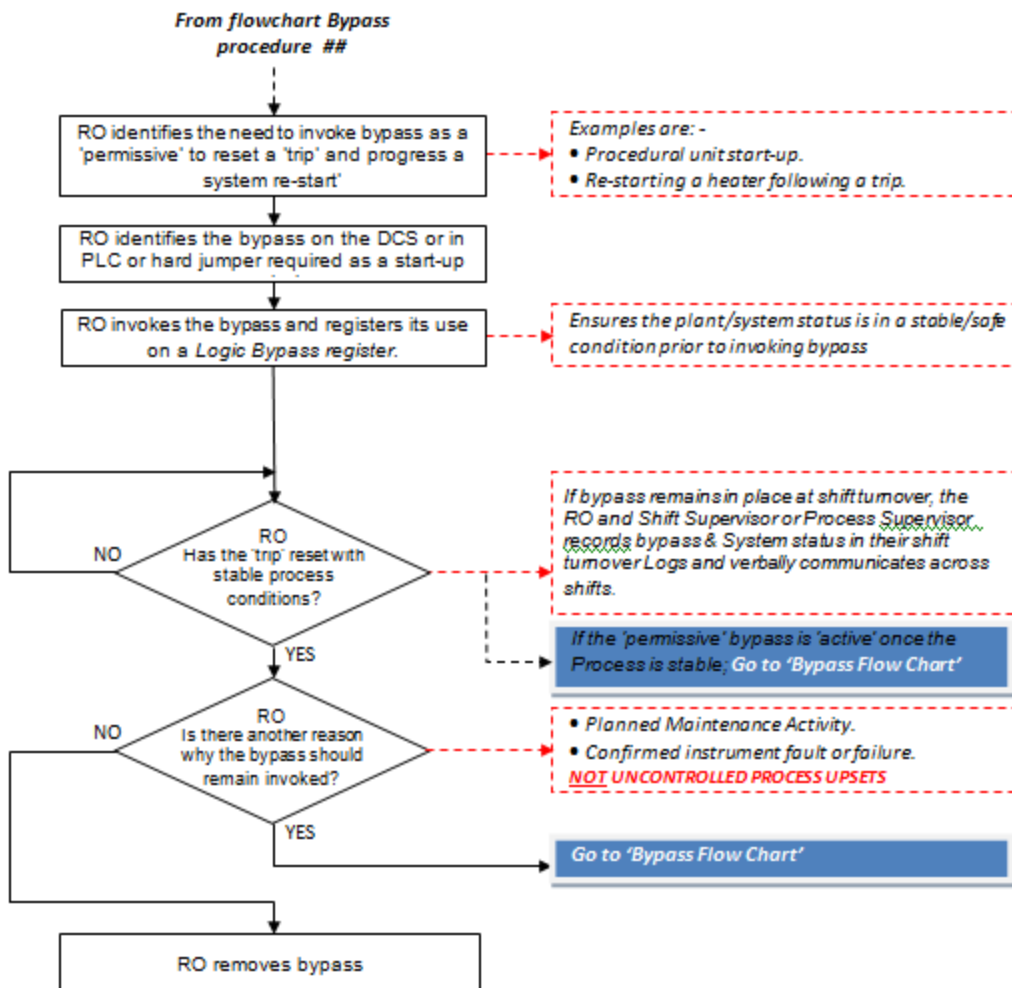 From flowchart Bypass
procedure ##
RO identifies the need to invoke bypass as a
'permissive' to reset a 'trip' and progress a
system re-start'
Examples are: -
• Procedural unit start-up.
• Re-starting a heater following a trip.
RO identifies the bypass on the DCS or in
PLC or hard jumper required as a start-up
RO invokes the bypass and registers its use
on a Logic Bypass register.
Ensures the plant/system status is in a stable/safe
condition prior to invoking bypass
RO
Has the 'trip' reset with
stable process
conditions?
NO
YES
If bypass remains in place at shift turnover, the
RO and Shift Supervisor or Process Supervisor
records bypass & System status in their shift
turnover Logs and verbally communicates across
shifts.
If the 'permissive' bypass is 'active' once the
Process is stable; Go to 'Bypass Flow Chart'
RO
Is there another reason
why the bypass should
remain invoked?
NO
YES
• Planned Maintenance Activity.
• Confirmed instrument fault or failure.
NOT UNCONTROLLED PROCESS UPSETS
Go to 'Bypass Flow Chart'
RO removes bypass